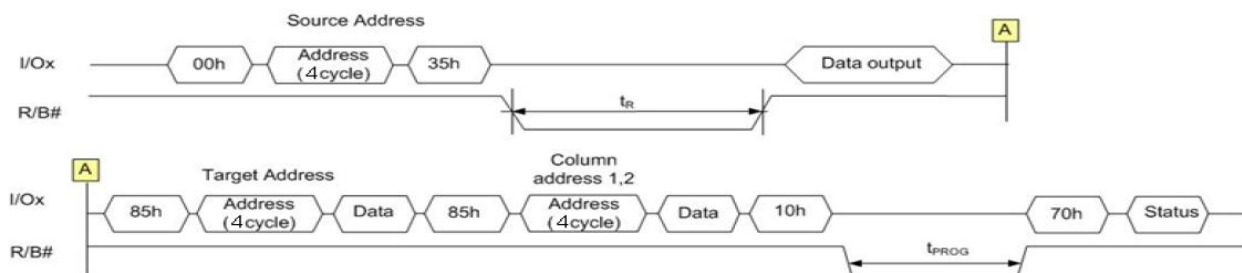 Source Address
A
I/Ox
00h
Address
(4cycle)
35h
Data output
R/B#
tR
A
Target Address
Column
address 1,2
I/Ox
85h
Address
(4cycle)
Data
85h
Address
(4cycle)
Data
10h
70h
Status
R/B#
tPROG